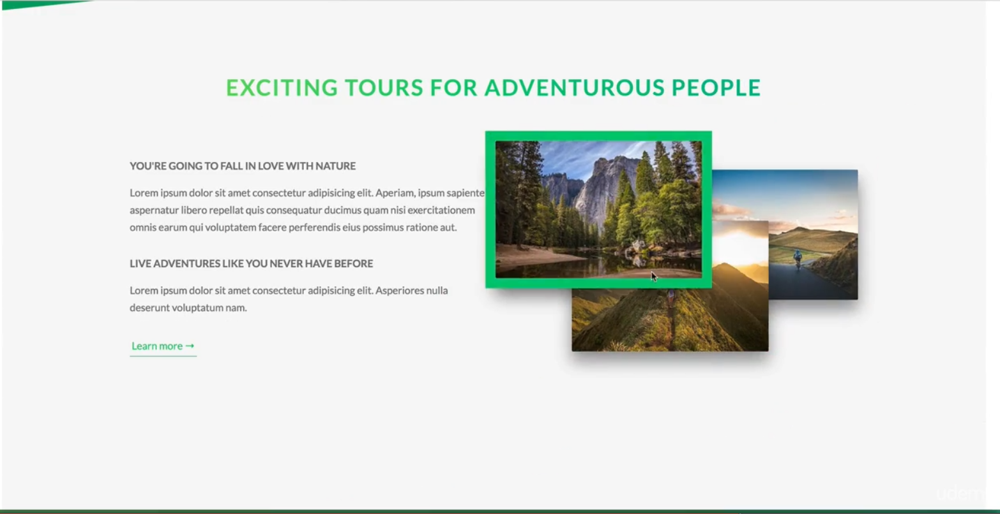 EXCITING TOURS FOR ADVENTUROUS PEOPLE
YOU'RE GOING TO FALL IN LOVE WITH NATURE
Lorem ipsum dolor sit amet consectetur adipisicing elit. Aperiam, ipsum sapiente
aspernatur libero repellat quis consequatur ducimus quam nisi exercitationem
omnis earum qui voluptatem facere perferendis eius possimus ratione aut.
LIVE ADVENTURES LIKE YOU NEVER HAVE BEFORE
Lorem ipsum dolor sit amet consectetur adipisicing elit. Asperiores nulla
deserunt voluptatum nam.
Learn more →